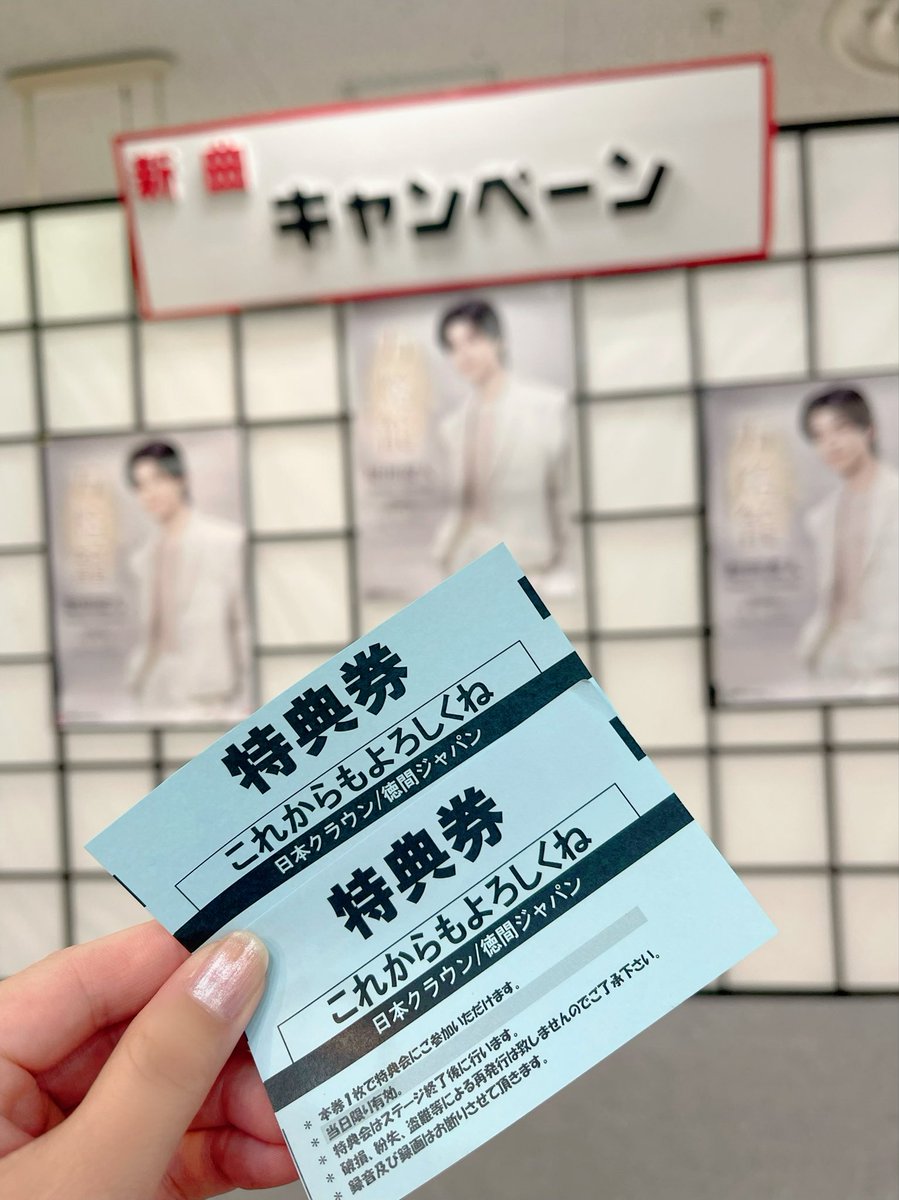 新曲
キャンペーン
特典券
これからもよろしくね
日本クラウン/徳間ジャパン
特典券
これからもよろしくね
日本クラウン/徳間ジャパン
* 本券1枚で特典会にご参加いただけます。
* 当日限り有効。
* 特典会はステージ終了後に行います。
* 破損、紛失、盗難等による再発行は致しませんのでご了承下さい。
* 録音及び録画はお断りさせて頂きます。